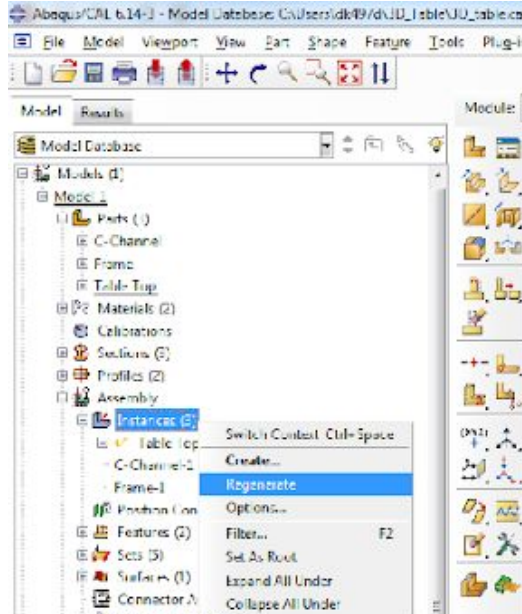 Abaqus/CAE 6.14-3 - Model Database: C:\Users\dk497d\3D_Table\3D_table.ca
File Model Viewport View Part Shape Feature Tools Plug-i
Model Results
Module:
Model Database
Models (1)
Model 1
Parts (3)
C-Channel
Frame
Table Top
Materials (2)
Calibrations
Sections (3)
Profiles (2)
Assembly
Instances (3)
Switch Context Ctrl+Space
Table Top
Create...
C-Channel-1
Regenerate
Frame-1
Options...
Position Con
Filter... F2
Features (2)
Set As Root
Sets (5)
Expand All Under
Surfaces (1)
Collapse All Under
Connector A